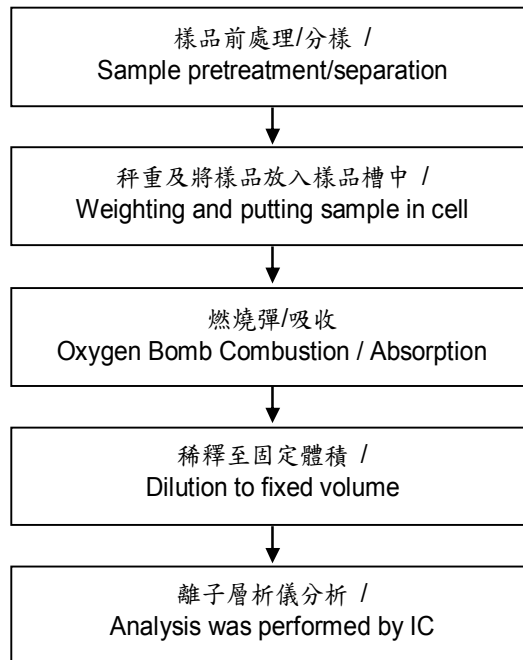 樣品前處理/分樣 /
Sample pretreatment/separation
秤重及將樣品放入樣品槽中 /
Weighting and putting sample in cell
燃燒彈/吸收
Oxygen Bomb Combustion / Absorption
稀釋至固定體積 /
Dilution to fixed volume
離子層析儀分析 /
Analysis was performed by IC